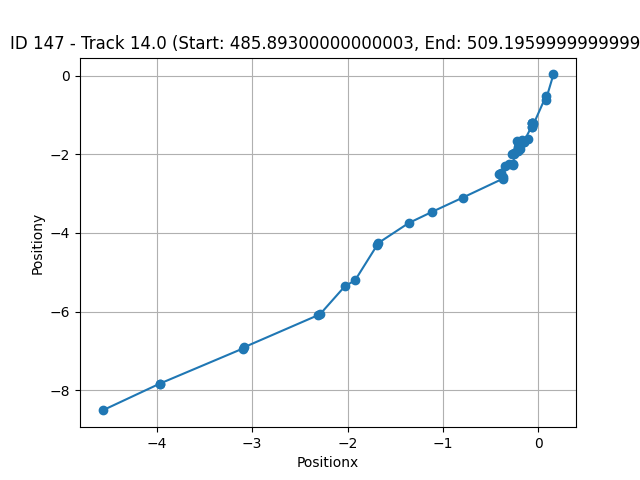 ID 147 - Track 14.0 (Start: 485.89300000000003, End: 509.1959999999999
0
−2
−4
−6
−8
Positiony
−4 −3 −2 −1 0
Positionx